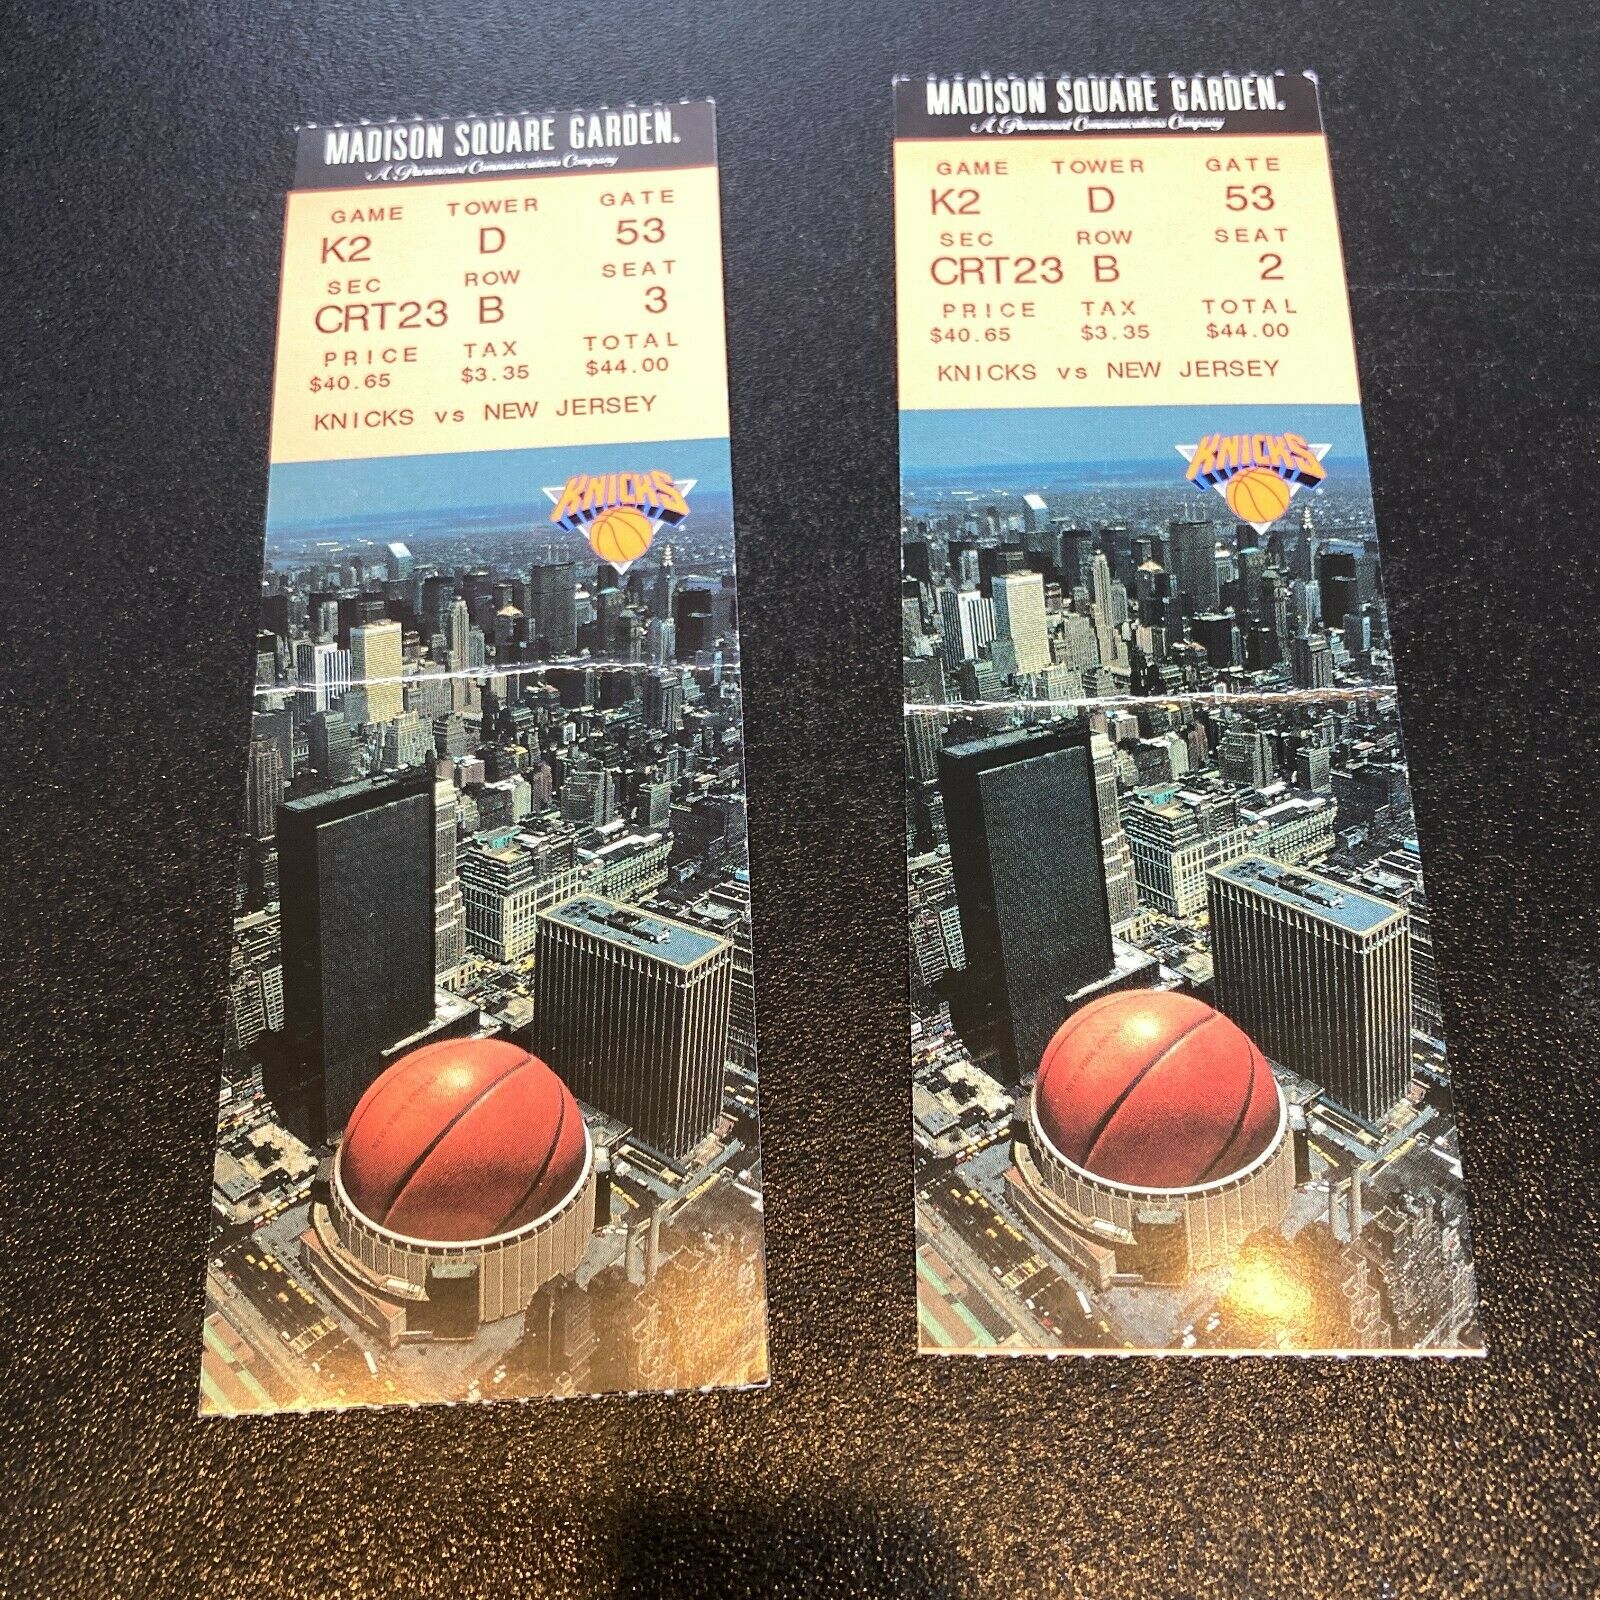 MADISON SQUARE GARDEN®
A Paramount Communications Company
GAME TOWER GATE
K2 D 53
SEC ROW SEAT
CRT23 B 3
PRICE TAX TOTAL
$40.65 $3.35 $44.00
KNICKS vs NEW JERSEY
KNICKS
MADISON SQUARE GARDEN®
A Paramount Communications Company
GAME TOWER GATE
K2 D 53
SEC ROW SEAT
CRT23 B 2
PRICE TAX TOTAL
$40.65 $3.35 $44.00
KNICKS vs NEW JERSEY
KNICKS